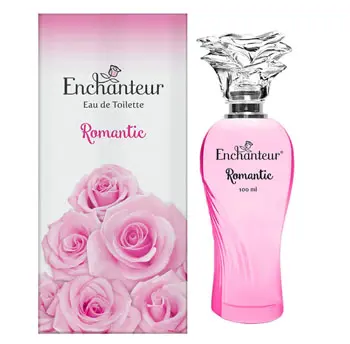 Enchanteur
Eau de Toilette
Romantic
Enchanteur®
Romantic
100 ml